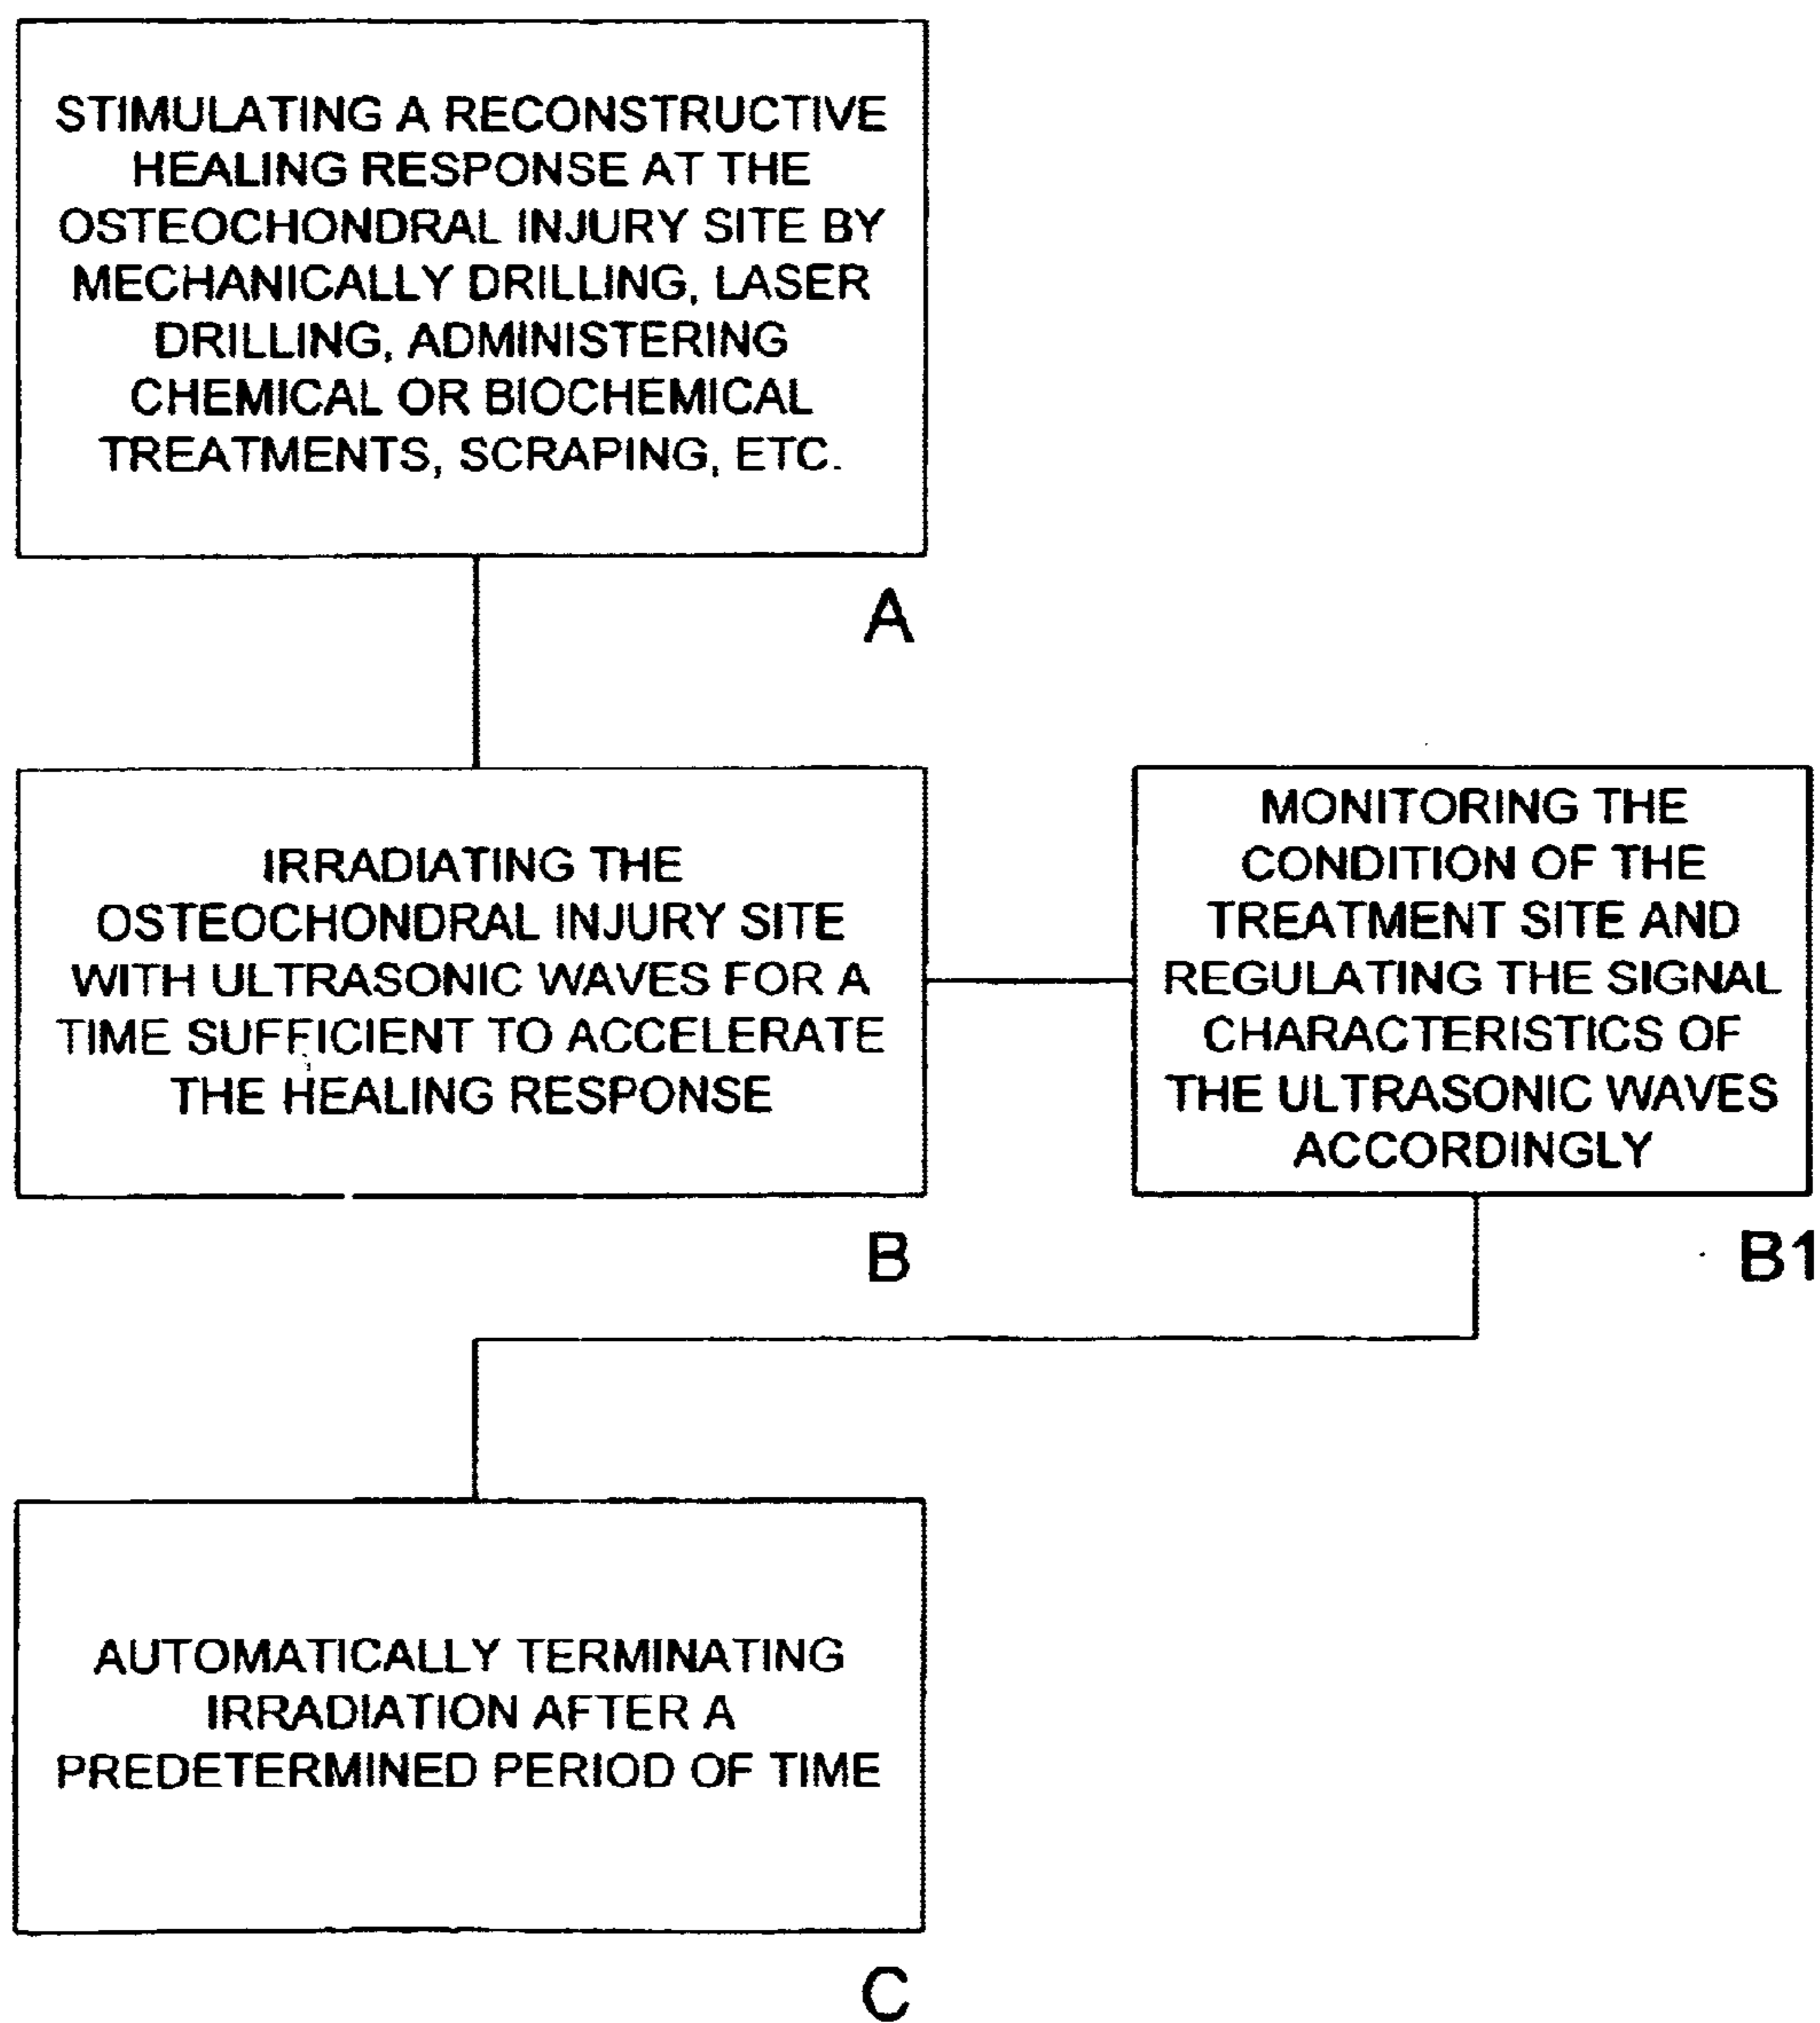 STIMULATING A RECONSTRUCTIVE
HEALING RESPONSE AT THE
OSTEOCHONDRAL INJURY SITE BY
MECHANICALLY DRILLING, LASER
DRILLING, ADMINISTERING
CHEMICAL OR BIOCHEMICAL
TREATMENTS, SCRAPING, ETC.
A
IRRADIATING THE
OSTEOCHONDRAL INJURY SITE
WITH ULTRASONIC WAVES FOR A
TIME SUFFICIENT TO ACCELERATE
THE HEALING RESPONSE
B
MONITORING THE
CONDITION OF THE
TREATMENT SITE AND
REGULATING THE SIGNAL
CHARACTERISTICS OF
THE ULTRASONIC WAVES
ACCORDINGLY
B1
AUTOMATICALLY TERMINATING
IRRADIATION AFTER A
PREDETERMINED PERIOD OF TIME
C